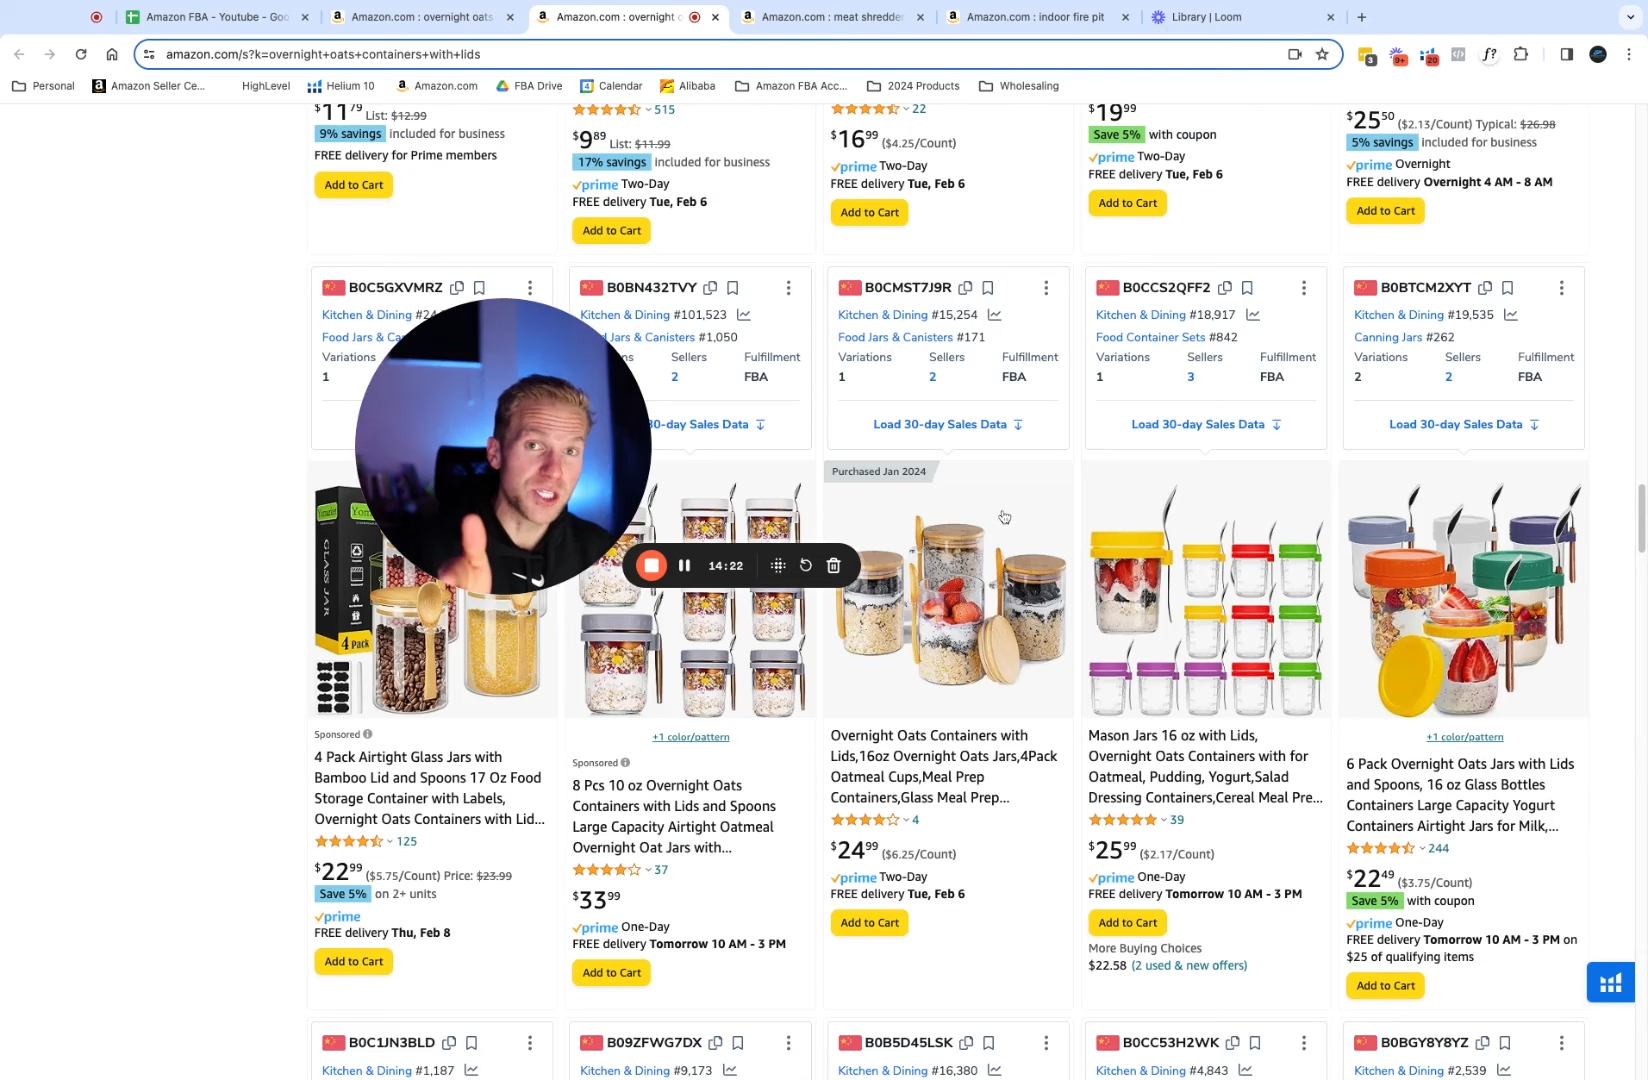 Amazon FBA - Youtube - Goo
Amazon.com : overnight oats
Amazon.com : overnight o
Amazon.com : meat shredder
Amazon.com : indoor fire pit
Library | Loom
amazon.com/s?k=overnight+oats+containers+with+lids
3
9+
20
f?
Personal
Amazon Seller Ce...
HighLevel
Helium 10
Amazon.com
FBA Drive
Calendar
Alibaba
Amazon FBA Acc...
2024 Products
Wholesaling
$11.79 List: $12.99
9% savings included for business
FREE delivery for Prime members
Add to Cart
515
$9.89 List: $11.99
17% savings included for business
prime Two-Day
FREE delivery Tue, Feb 6
Add to Cart
22
$16.99 ($4.25/Count)
prime Two-Day
FREE delivery Tue, Feb 6
Add to Cart
$19.99
Save 5% with coupon
prime Two-Day
FREE delivery Tue, Feb 6
Add to Cart
$25.50 ($2.13/Count) Typical: $26.98
5% savings included for business
prime Overnight
FREE delivery Overnight 4 AM - 8 AM
Add to Cart
B0C5GXVMRZ
Kitchen & Dining
Food Jars & Ca
Variations
1
4 Pack
Sponsored
4 Pack Airtight Glass Jars with
Bamboo Lid and Spoons 17 Oz Food
Storage Container with Labels,
Overnight Oats Containers with Lid...
125
$22.99 ($5.75/Count) Price: $23.99
Save 5% on 2+ units
prime
FREE delivery Thu, Feb 8
Add to Cart
B0BN432TVY
Kitchen & Dining #101,523
Jars & Canisters #1,050
Sellers
2
Fulfillment
FBA
30-day Sales Data
+1 color/pattern
Sponsored
8 Pcs 10 oz Overnight Oats
Containers with Lids and Spoons
Large Capacity Airtight Oatmeal
Overnight Oat Jars with...
37
$33.99
prime One-Day
FREE delivery Tomorrow 10 AM - 3 PM
Add to Cart
14:22
B0CMST7J9R
Kitchen & Dining #15,254
Food Jars & Canisters #171
Variations
1
Sellers
2
Fulfillment
FBA
Load 30-day Sales Data
Purchased Jan 2024
Overnight Oats Containers with
Lids,16oz Overnight Oats Jars,4Pack
Oatmeal Cups,Meal Prep
Containers,Glass Meal Prep...
4
$24.99 ($6.25/Count)
prime Two-Day
FREE delivery Tue, Feb 6
Add to Cart
B0CCS2QFF2
Kitchen & Dining #18,917
Food Container Sets #842
Variations
1
Sellers
3
Fulfillment
FBA
Load 30-day Sales Data
Mason Jars 16 oz with Lids,
Overnight Oats Containers with for
Oatmeal, Pudding, Yogurt,Salad
Dressing Containers,Cereal Meal Pre...
39
$25.99 ($2.17/Count)
prime One-Day
FREE delivery Tomorrow 10 AM - 3 PM
Add to Cart
More Buying Choices
$22.58 (2 used & new offers)
B0BTCM2XYT
Kitchen & Dining #19,535
Canning Jars #262
Variations
2
Sellers
2
Fulfillment
FBA
Load 30-day Sales Data
+1 color/pattern
6 Pack Overnight Oats Jars with Lids
and Spoons, 16 oz Glass Bottles
Containers Large Capacity Yogurt
Containers Airtight Jars for Milk,...
244
$22.49 ($3.75/Count)
Save 5% with coupon
prime One-Day
FREE delivery Tomorrow 10 AM - 3 PM on
$25 of qualifying items
Add to Cart
B0C1JN3BLD
Kitchen & Dining #1,187
B09ZFWG7DX
Kitchen & Dining #9,173
B0B5D45LSK
Kitchen & Dining #16,380
B0CC53H2WK
Kitchen & Dining #4,843
B0BGY8Y8YZ
Kitchen & Dining #2,539